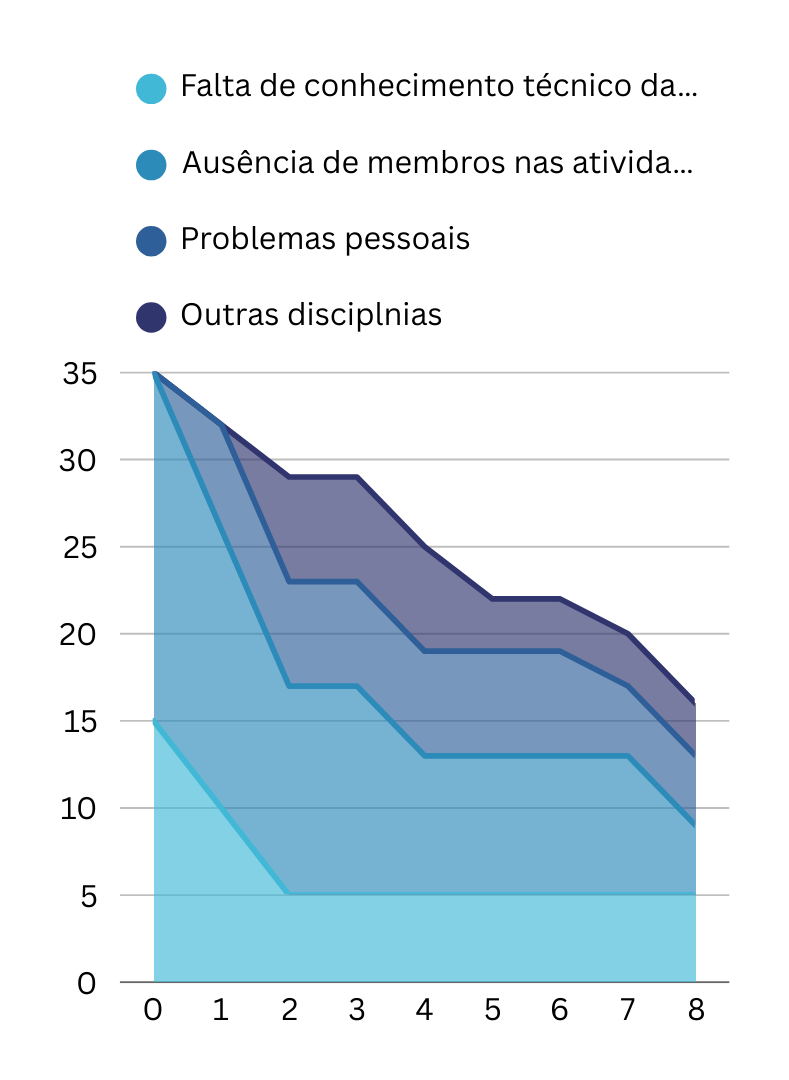 Falta de conhecimento técnico da...
Ausência de membros nas ativida...
Problemas pessoais
Outras disciplnias
35
30
25
20
15
10
5
0
0 1 2 3 4 5 6 7 8